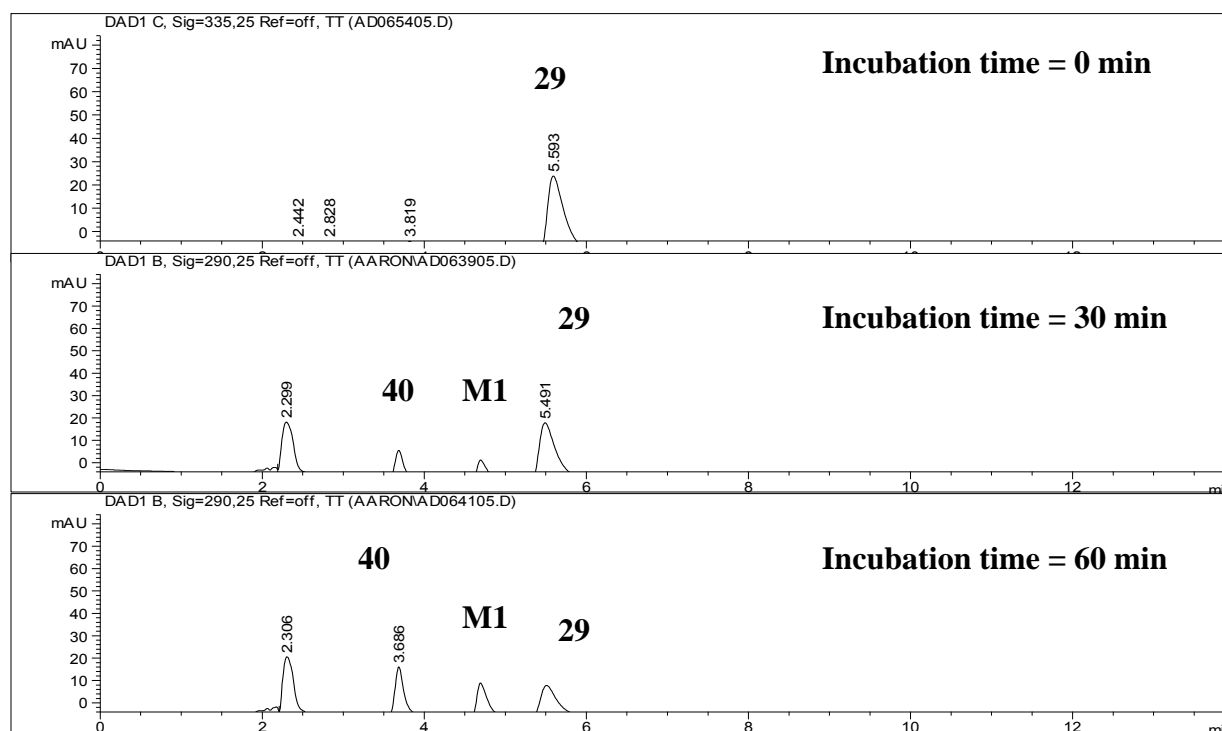 DAD1 C, Sig=335,25 Ref=off, TT (AD065405.D)
mAU
Incubation time = 0 min
70
29
60
50
40
30
20
10
0
2.442
2.828
3.819
5.593
DAD1 B, Sig=290,25 Ref=off, TT (AARON\AD063905.D)
mAU
Incubation time = 30 min
70
29
60
50
40
30
20
10
0
40
M1
2.299
5.491
0 2 4 6 8 10 12
DAD1 B, Sig=290,25 Ref=off, TT (AARON\AD064105.D)
mAU
Incubation time = 60 min
70
40
60
50
40
30
20
10
0
M1
29
2.306
3.686
0 2 4 6 8 10 12